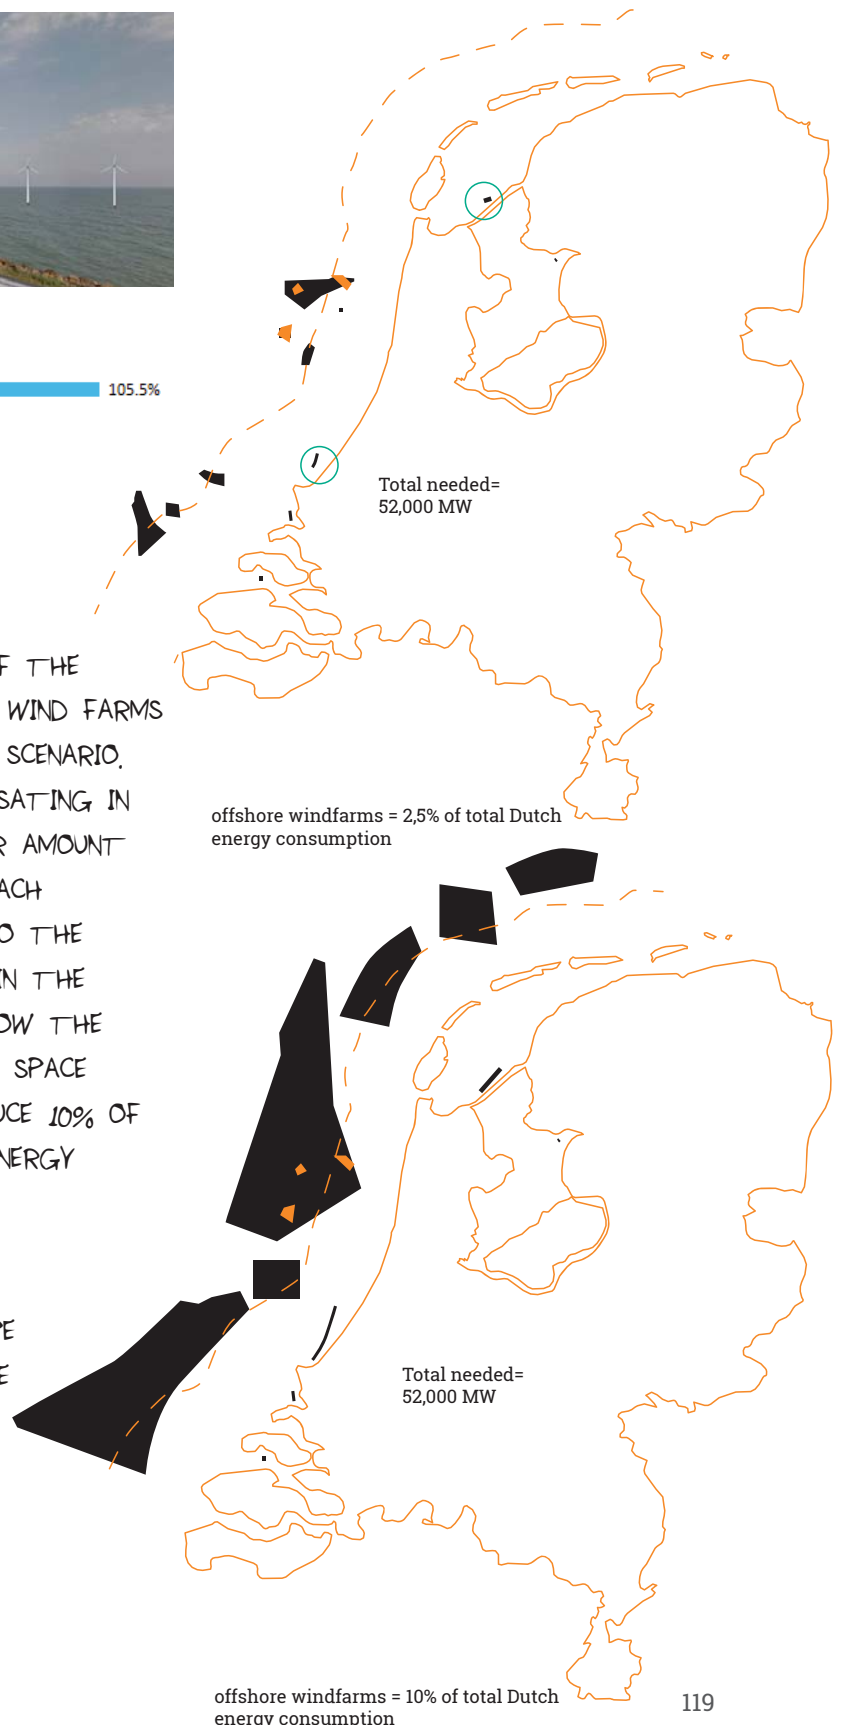 105.5%
Total needed=
52,000 MW
F THE
WIND FARMS
SCENARIO.
SATING IN
R AMOUNT
ACH
O THE
IN THE
OW THE
SPACE
UCE 10% OF
NERGY
PE
E
offshore windfarms = 2,5% of total Dutch
energy consumption
Total needed=
52,000 MW
offshore windfarms = 10% of total Dutch
energy consumption
119